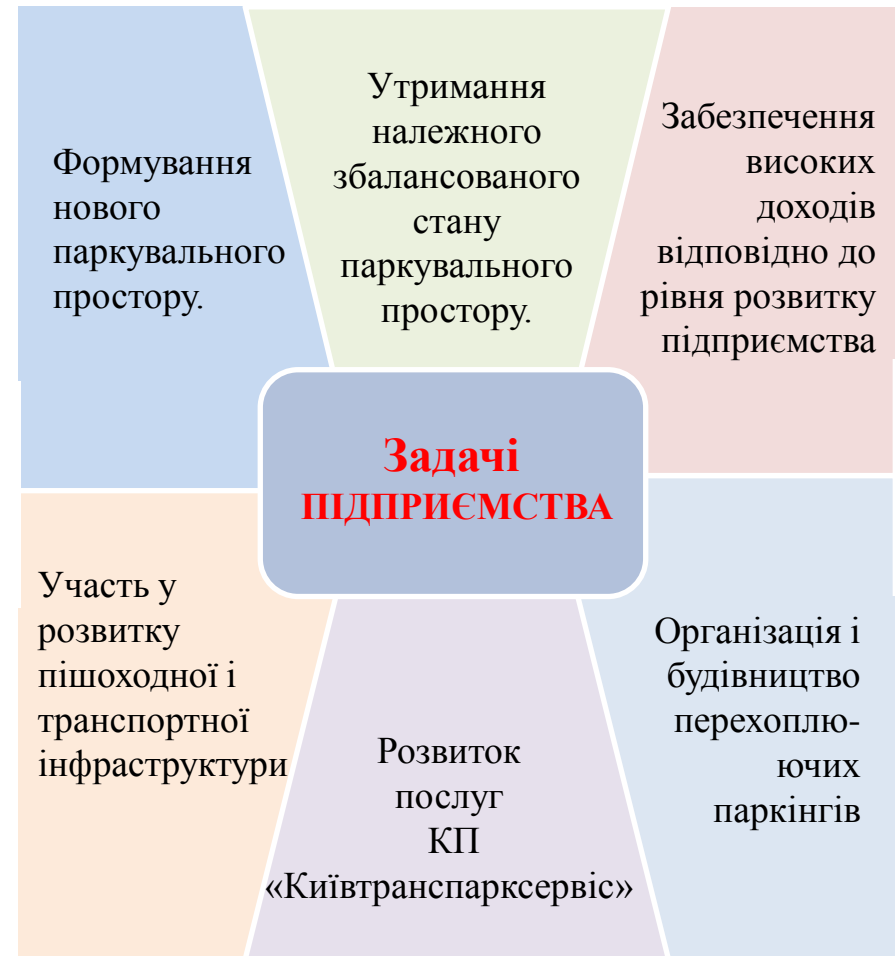 Формування
нового
паркувального
простору.
Утримання
належного
збалансованого
стану
паркувального
простору.
Забезпечення
високих
доходів
відповідно до
рівня розвитку
підприємства
Задачі
ПІДПРИЄМСТВА
Участь у
розвитку
пішоходної і
транспортної
інфраструктури
Розвиток
послуг
КП
«Київтранспарксервіс»
Організація і
будівництво
перехоплю-
ючих
паркінгів